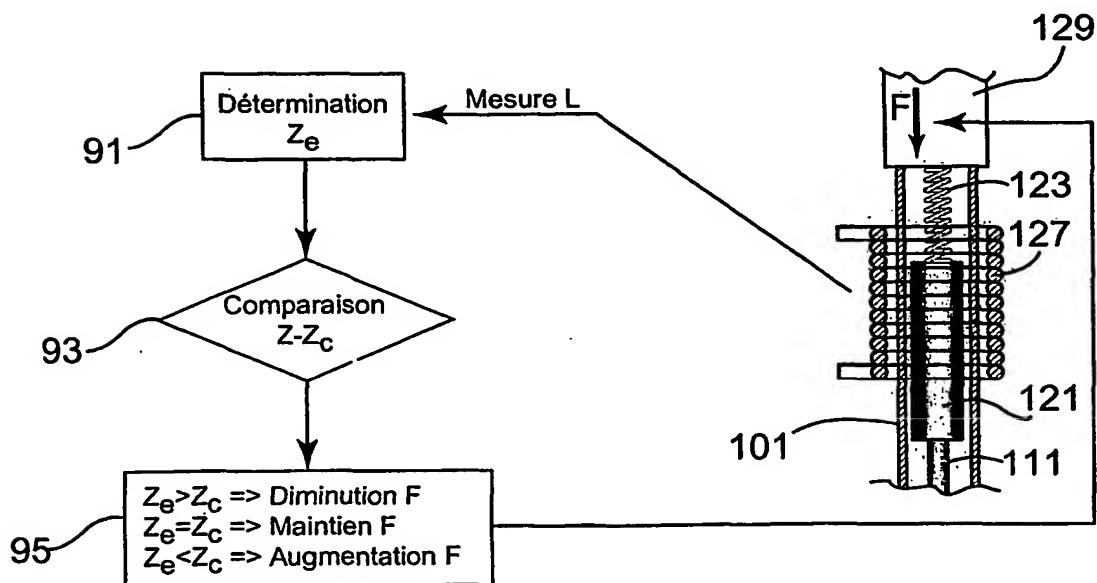 129
Détermination
Ze
Mesure L
F
91
123
127
Comparaison
Z-Zc
93
121
101
111
Ze>Zc => Diminution F
Ze=Zc => Maintien F
Ze<Zc => Augmentation F
95